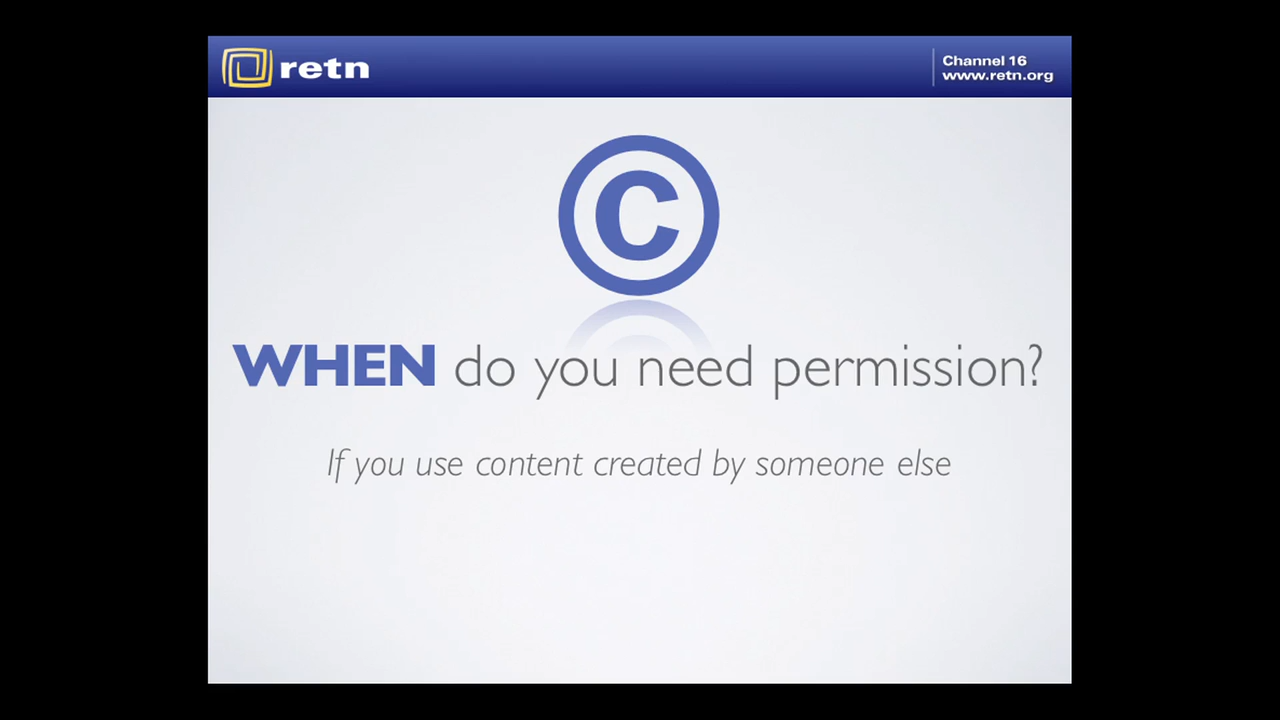 retn
Channel 16
www.retn.org
©
WHEN do you need permission?
If you use content created by someone else